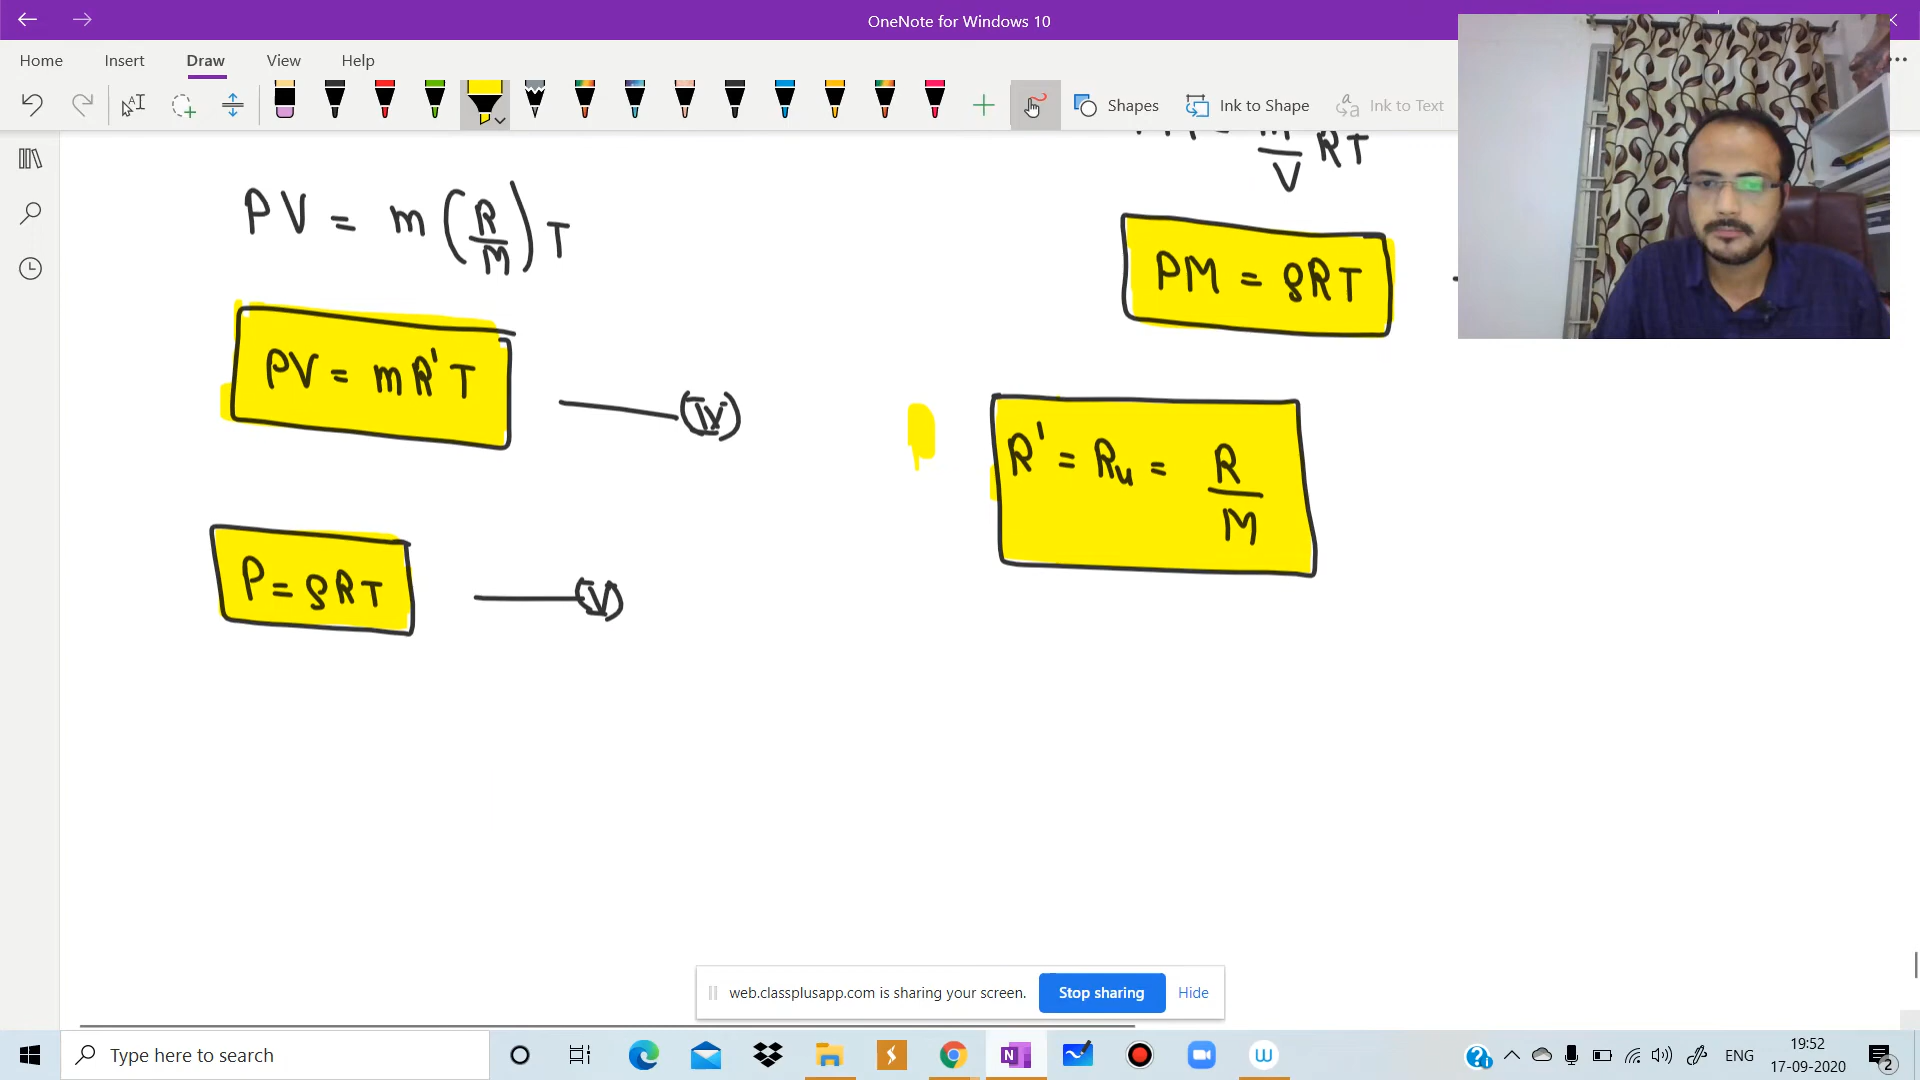 OneNote for Windows 10
Home Insert Draw View Help
Shapes Ink to Shape Ink to Text
PV = m (R/M) T
PV = mR'T
(IV)
P = ρRT
(V)
V RT
PM = ρRT
R' = Ru = R/M
web.classplusapp.com is sharing your screen. Stop sharing Hide
Type here to search
ENG
19:52
17-09-2020
2